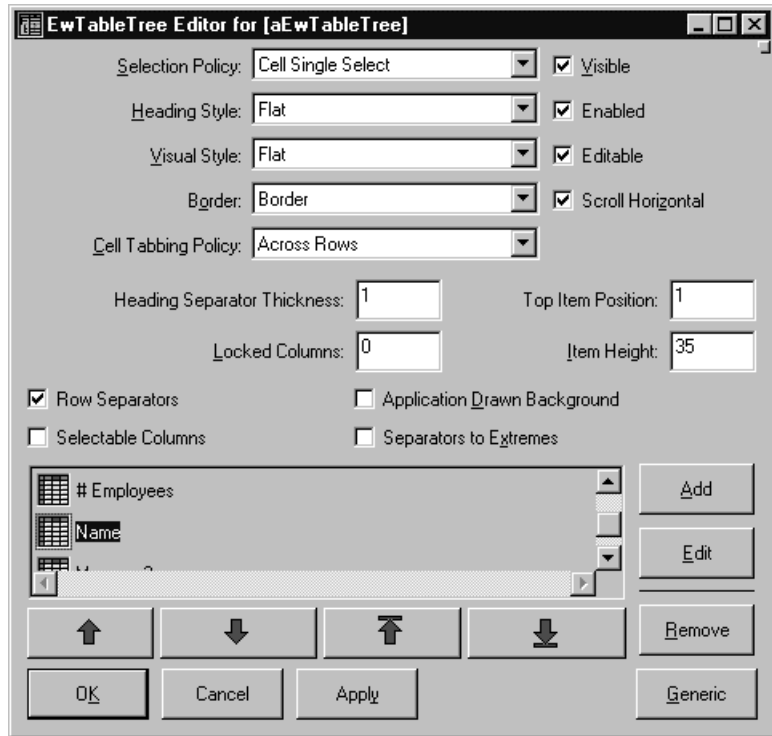 EwTableTree Editor for [aEwTableTree]
Selection Policy: Cell Single Select Visible
Heading Style: Flat Enabled
Visual Style: Flat Editable
Border: Border Scroll Horizontal
Cell Tabbing Policy: Across Rows
Heading Separator Thickness: 1 Top Item Position: 1
Locked Columns: 0 Item Height: 35
Row Separators Application Drawn Background
Selectable Columns Separators to Extremes
# Employees
Name
Add
Edit
Remove
OK Cancel Apply Generic